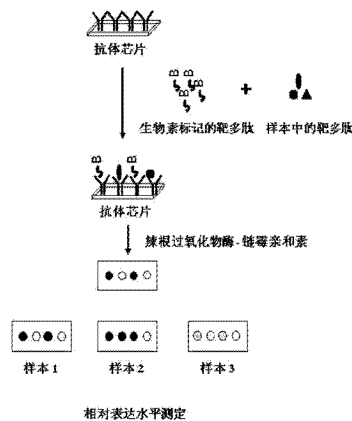 抗体芯片
生物素标记的靶多肽 样本中的靶多肽
抗体芯片
辣根过氧化物酶-链霉亲和素
样本 1 样本 2 样本 3
相对表达水平测定